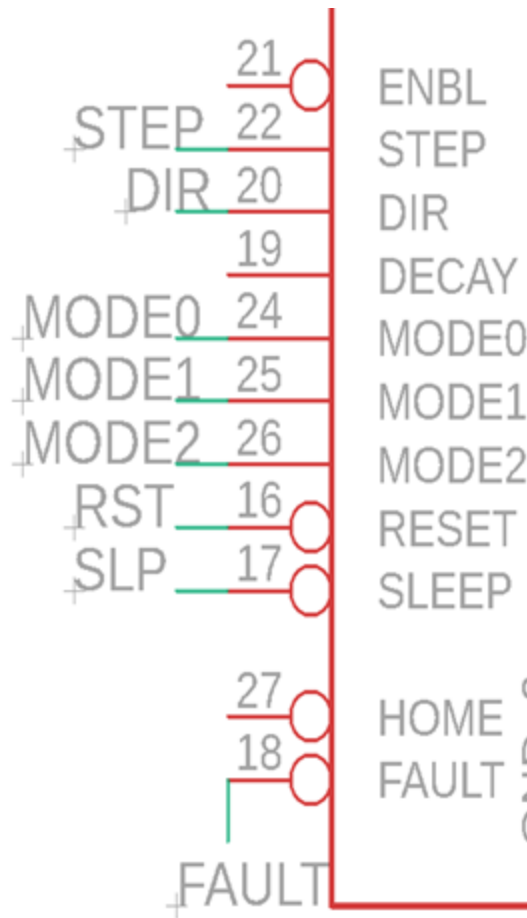 21 ENBL
STEP 22 STEP
DIR 20 DIR
19 DECAY
MODE0 24 MODE0
MODE1 25 MODE1
MODE2 26 MODE2
RST 16 RESET
SLP 17 SLEEP
27 HOME
18 FAULT
FAULT